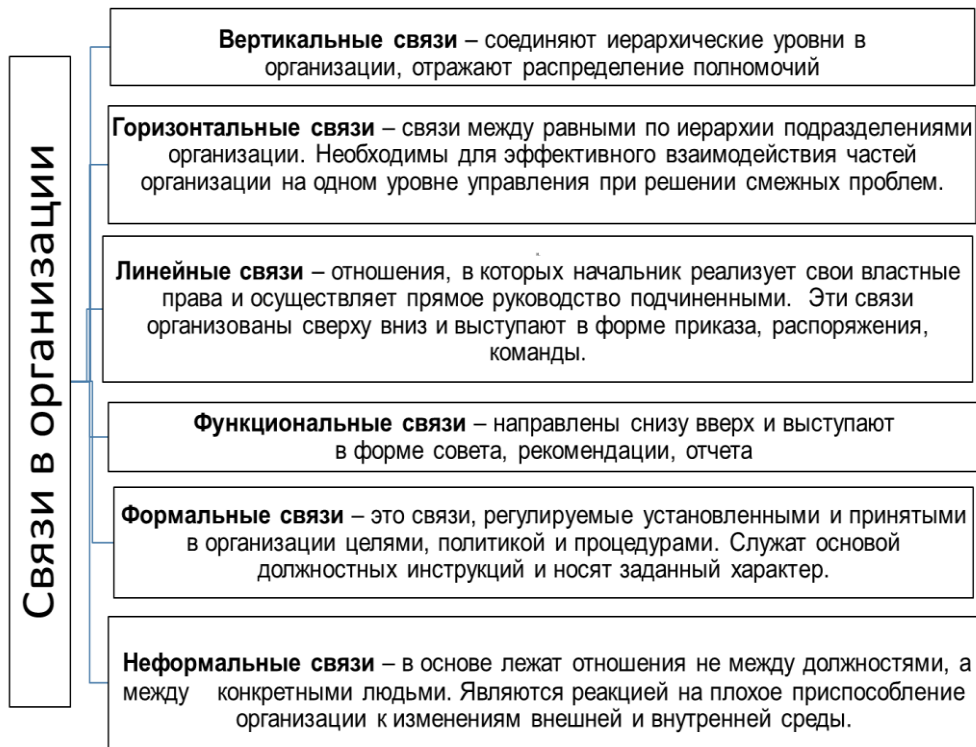 Связи в организации
Вертикальные связи – соединяют иерархические уровни в
организации, отражают распределение полномочий
Горизонтальные связи – связи между равными по иерархии подразделениями
организации. Необходимы для эффективного взаимодействия частей
организации на одном уровне управления при решении смежных проблем.
Линейные связи – отношения, в которых начальник реализует свои властные
права и осуществляет прямое руководство подчиненными. Эти связи
организованы сверху вниз и выступают в форме приказа, распоряжения,
команды.
Функциональные связи – направлены снизу вверх и выступают
в форме совета, рекомендации, отчета
Формальные связи – это связи, регулируемые установленными и принятыми
в организации целями, политикой и процедурами. Служат основой
должностных инструкций и носят заданный характер.
Неформальные связи – в основе лежат отношения не между должностями, а
между конкретными людьми. Являются реакцией на плохое приспособление
организации к изменениям внешней и внутренней среды.